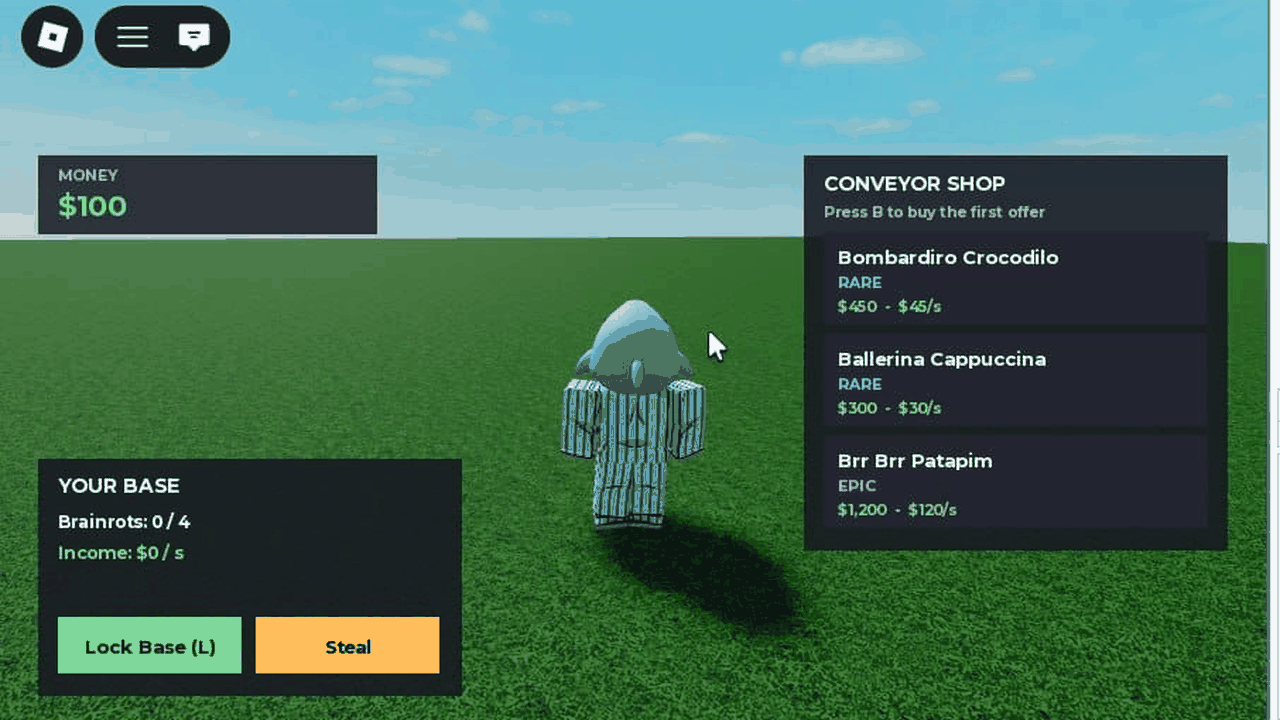 MONEY
$100
CONVEYOR SHOP
Press B to buy the first offer
Bombardiro Crocodilo
RARE
$450 - $45/s
Ballerina Cappuccina
RARE
$300 - $30/s
Brr Brr Patapim
EPIC
$1,200 - $120/s
YOUR BASE
Brainrots: 0 / 4
Income: $0 / s
Lock Base (L)
Steal